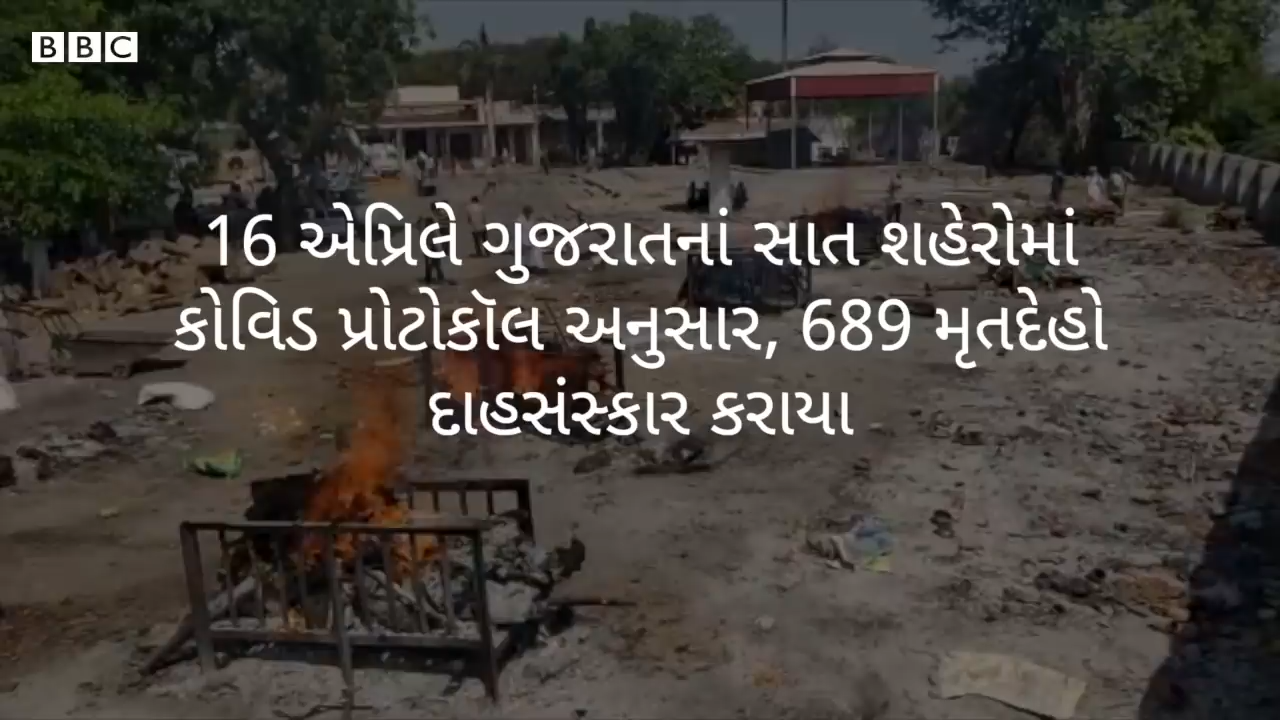 BBC
16 એપ્રિલે ગુજરાતનાં સાત શહેરોમાં
કોવિડ પ્રોટોકૉલ અનુસાર, 689 મૃતદેહો
દાહસંસ્કાર કરાયા